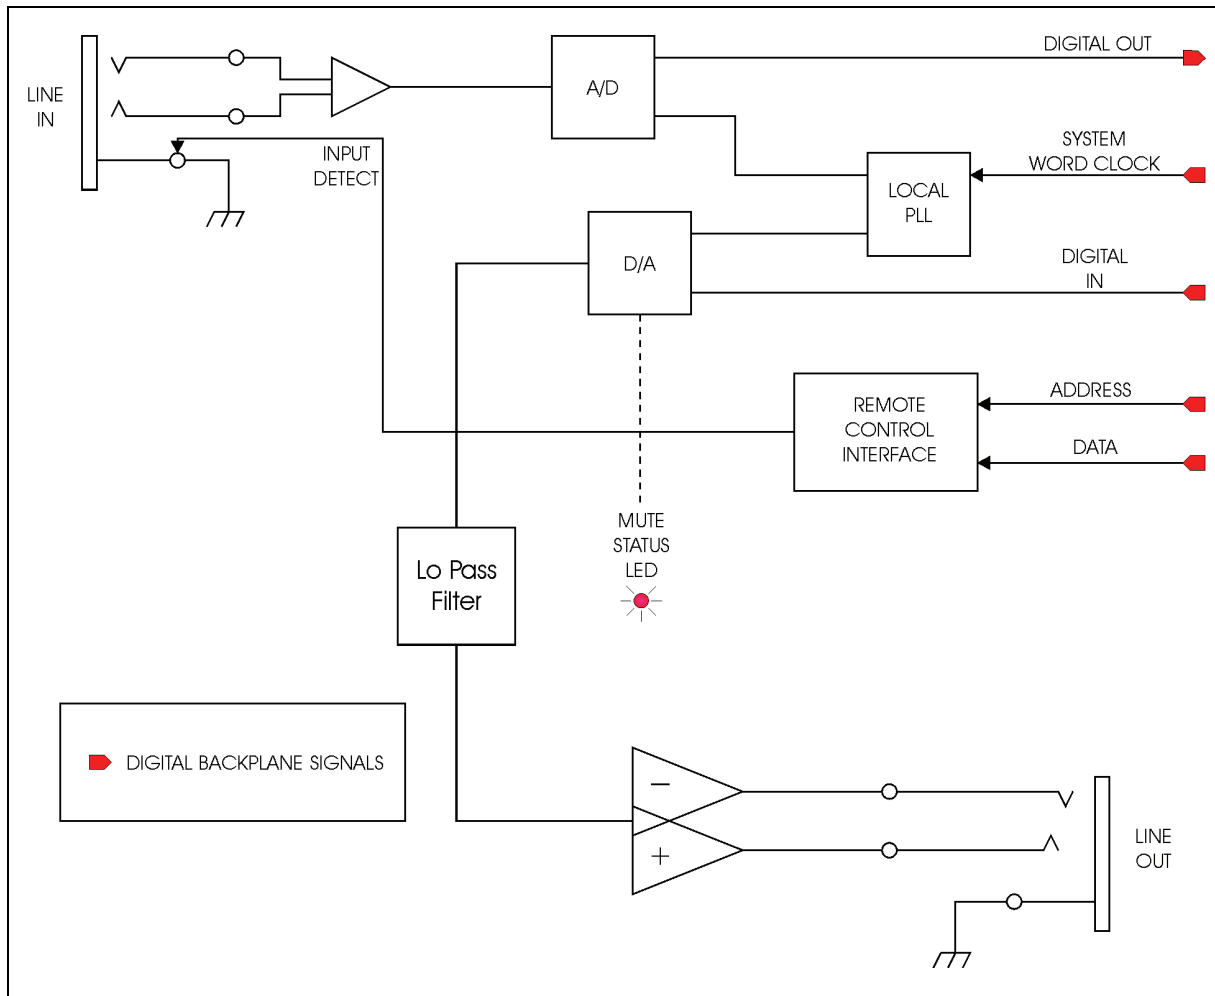 DIGITAL OUT
LINE
IN
A/D
INPUT
DETECT
SYSTEM
WORD CLOCK
LOCAL
PLL
D/A
DIGITAL
IN
REMOTE
CONTROL
INTERFACE
ADDRESS
DATA
MUTE
STATUS
LED
Lo Pass
Filter
DIGITAL BACKPLANE SIGNALS
−
+
LINE
OUT